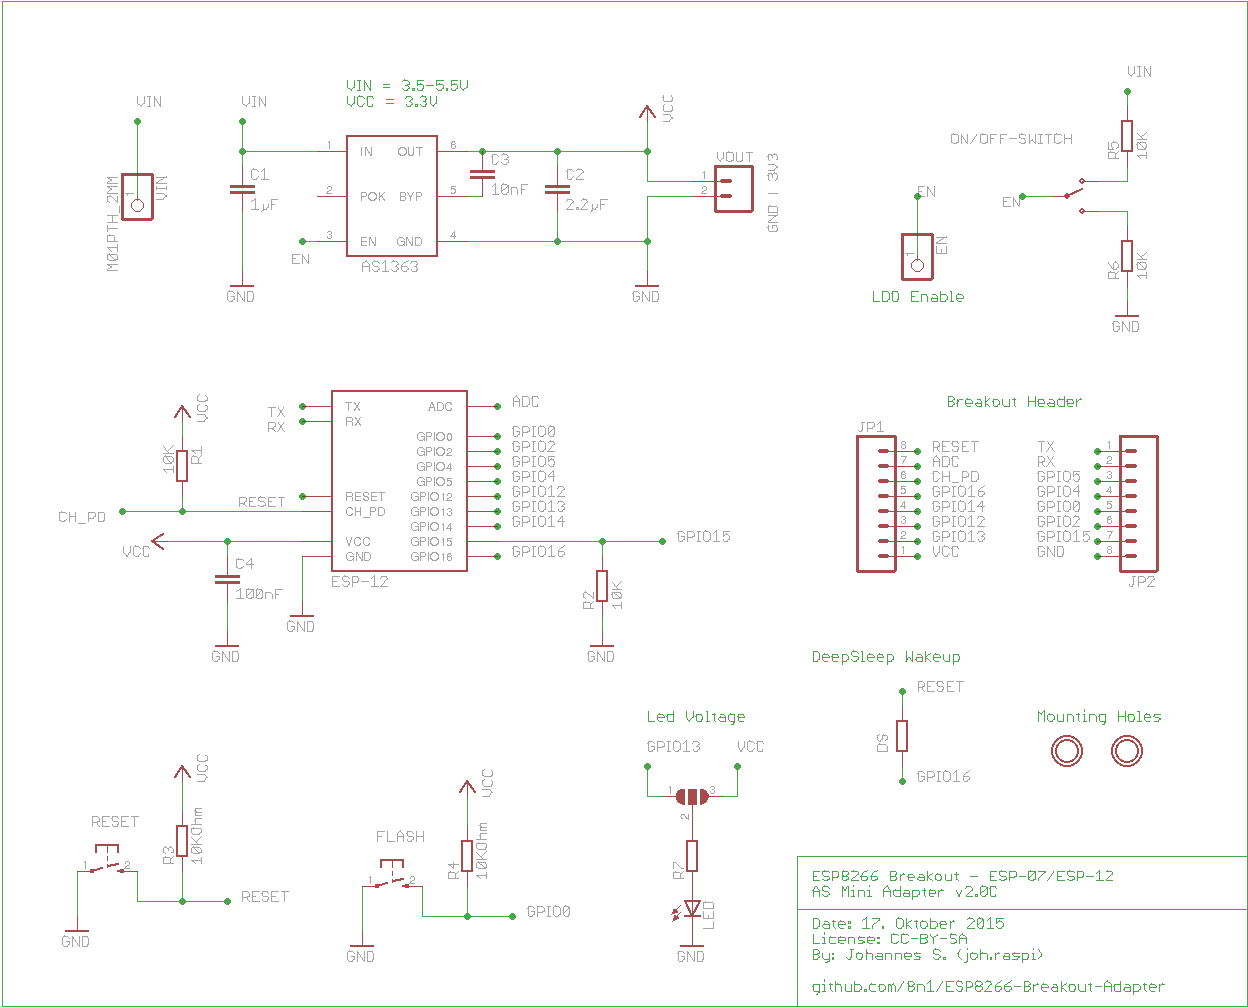 VIN = 3.5-5.5V
VCC = 3.3V
VIN
M01PTH_2MM
1
VIN
VIN
C1
1µF
1
IN
OUT
6
2
POK
BYP
5
3
EN
GND
4
AS1363
EN
GND
C3
10nF
C2
2.2µF
VCC
GND
VOUT
1
2
GND | 3V3
EN
1
EN
LDO Enable
ON/OFF-SWITCH
EN
VIN
R5
10K
R6
10K
GND
VCC
10K
R1
CH_PD
RESET
TX
RX
TX
RX
RESET
CH_PD
VCC
GND
ADC
GPIO0
GPIO2
GPIO4
GPIO5
GPIO12
GPIO13
GPIO14
GPIO15
GPIO16
ESP-12
ADC
GPIO0
GPIO2
GPIO5
GPIO4
GPIO12
GPIO13
GPIO14
GPIO15
GPIO16
VCC
C4
100nF
GND
GND
R2
10K
GND
Breakout Header
JP1
8 RESET
7 ADC
6 CH_PD
5 GPIO16
4 GPIO14
3 GPIO12
2 GPIO13
1 VCC
TX 1
RX 2
GPIO5 3
GPIO4 4
GPIO0 5
GPIO2 6
GPIO15 7
GND 8
JP2
DeepSleep Wakeup
RESET
DS
GPIO16
Mounting Holes
Led Voltage
GPIO13
VCC
1
3
2
R7
LED
GND
RESET
1
2
GND
VCC
R3
10KOhm
RESET
FLASH
1
2
GND
VCC
R4
10KOhm
GPIO0
ESP8266 Breakout - ESP-07/ESP-12
AS Mini Adapter v2.0C
Date: 17. Oktober 2015
License: CC-BY-SA
By: Johannes S. (joh.raspi)
github.com/8n1/ESP8266-Breakout-Adapter